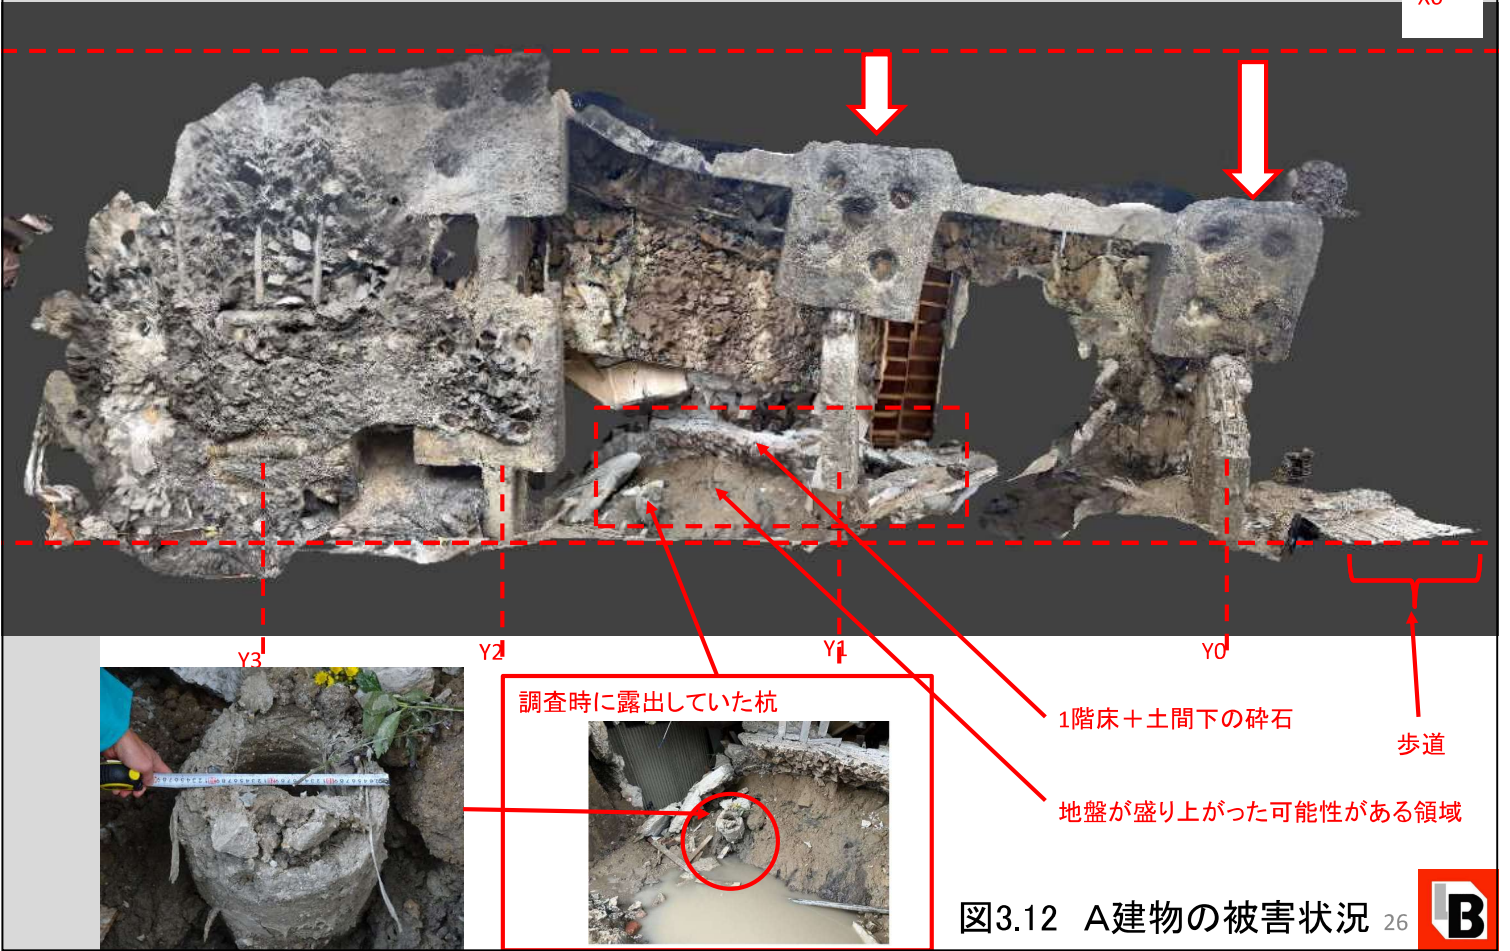 Y3
Y2
Y1
Y0
調査時に露出していた杭
1階床+土間下の砕石
歩道
地盤が盛り上がった可能性がある領域
図3.12 A建物の被害状況
26
B